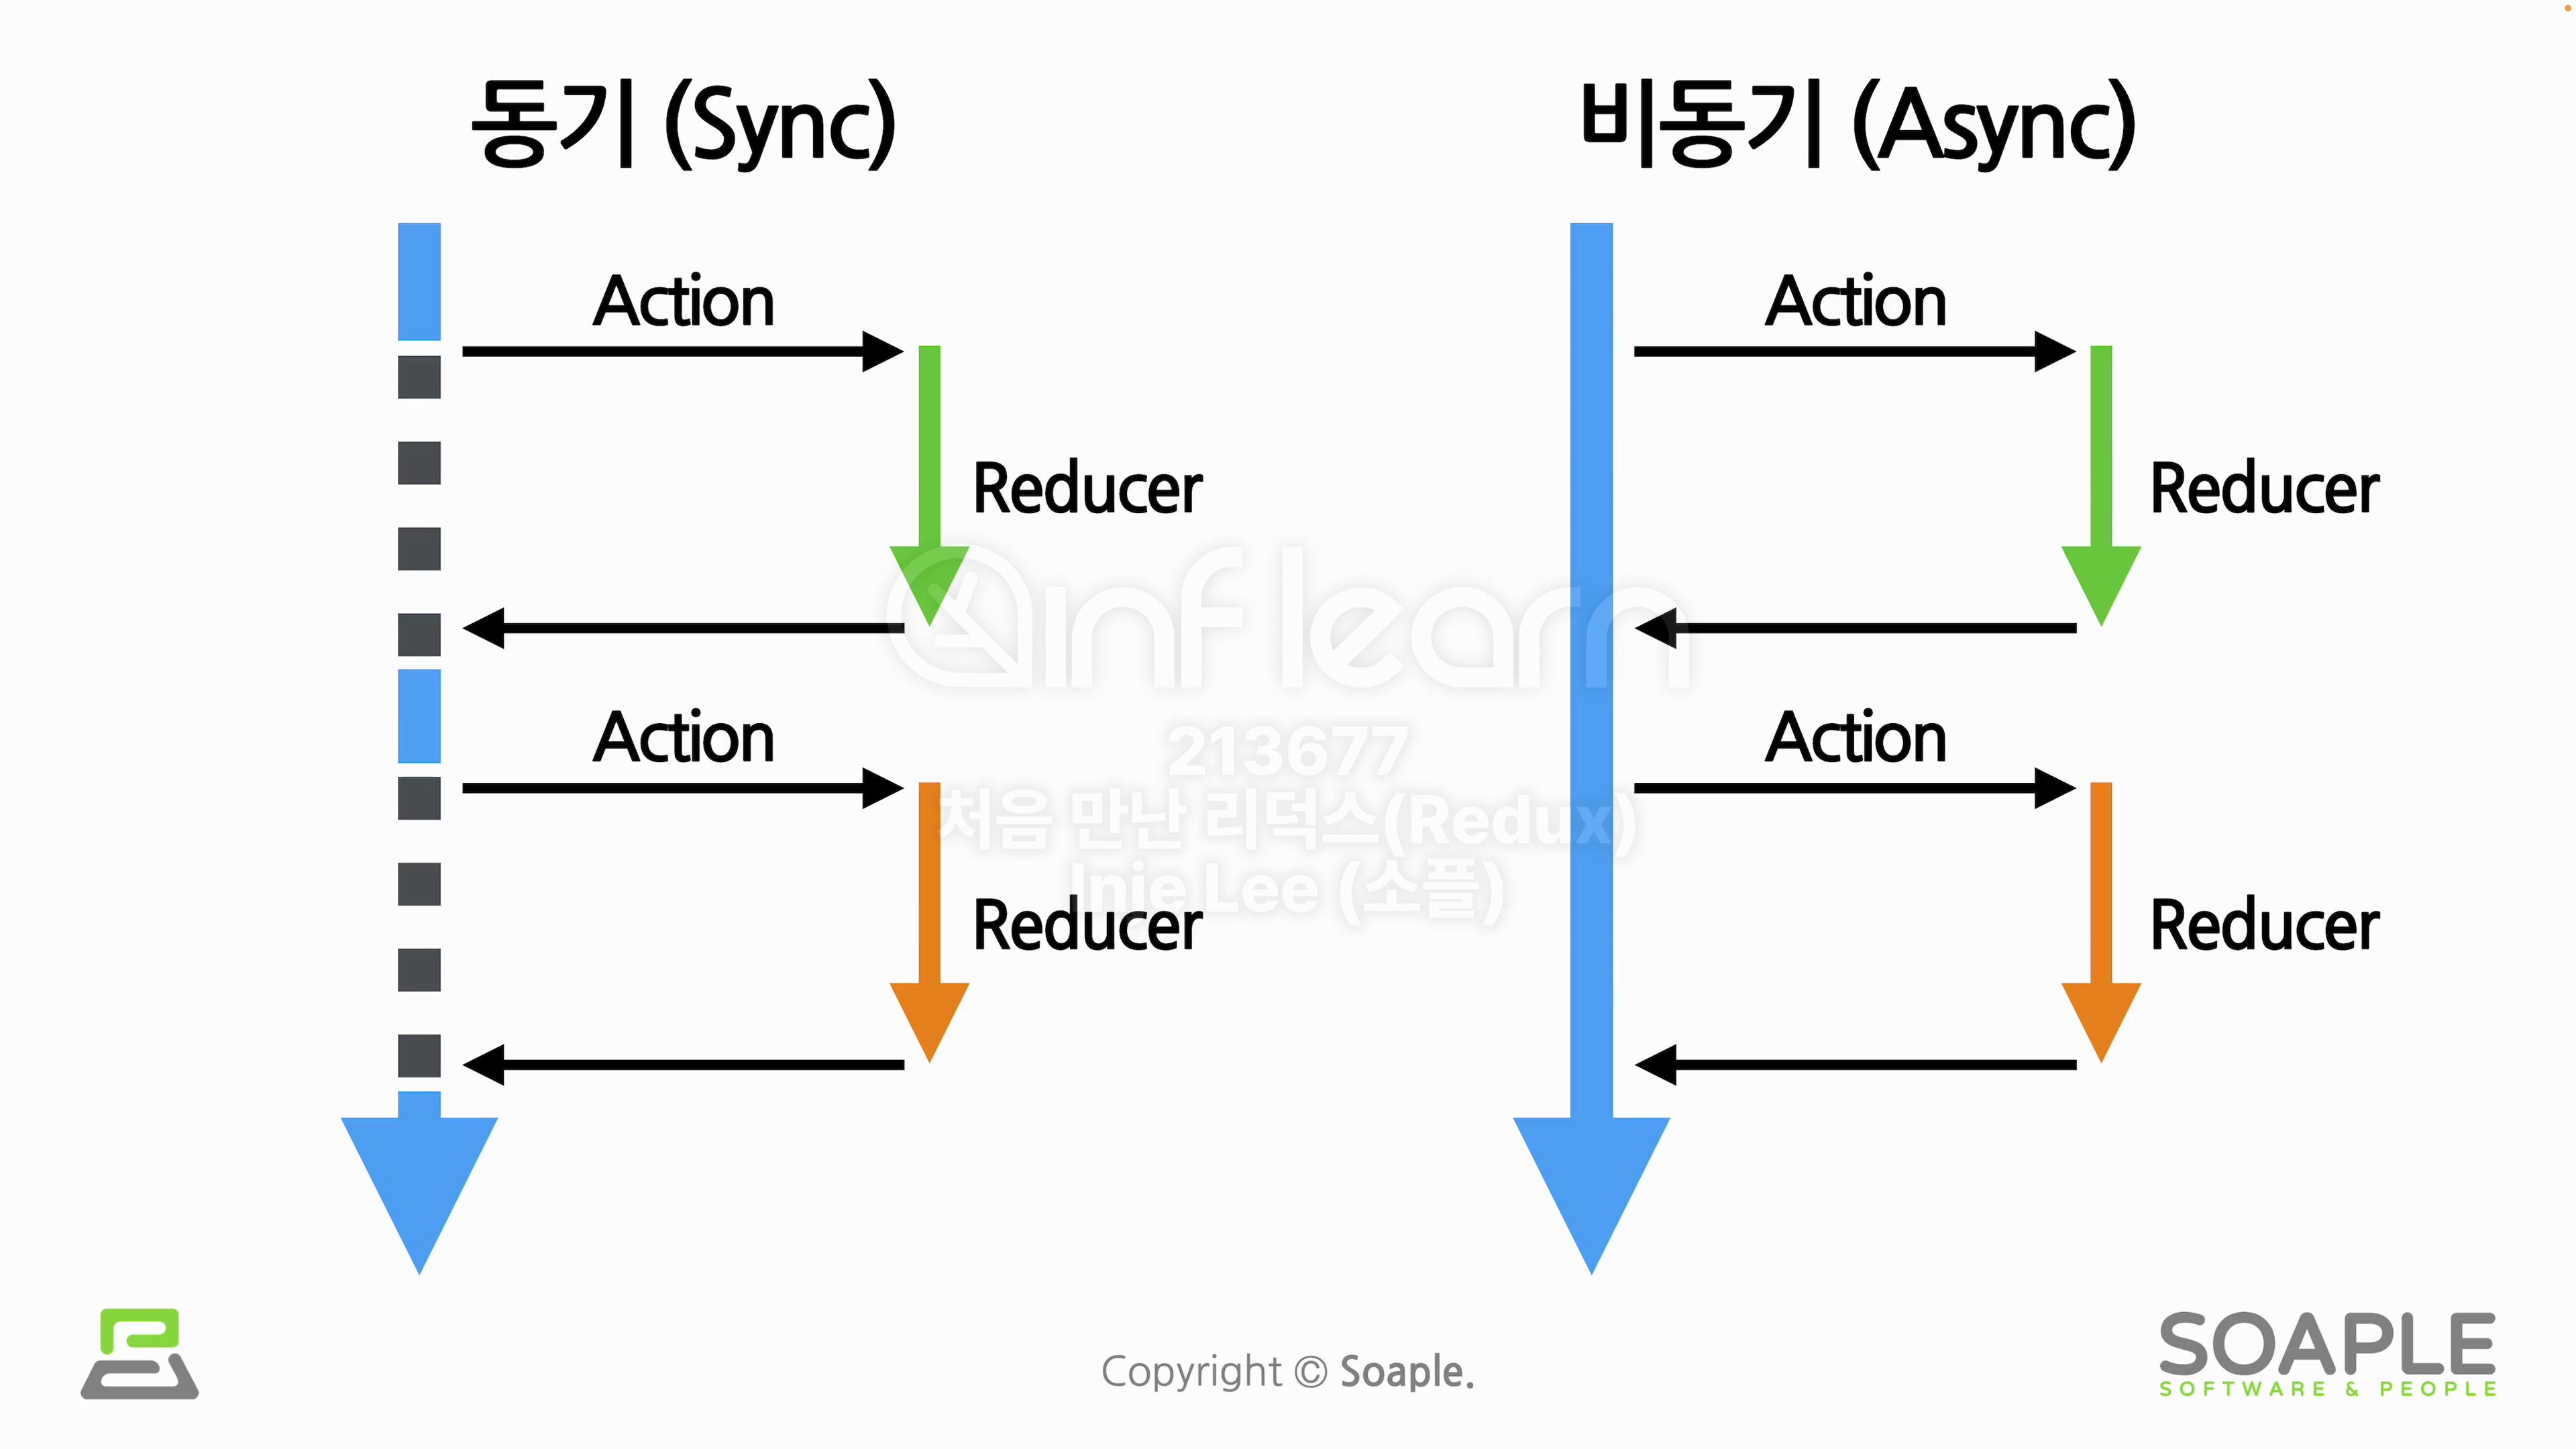 동기 (Sync)
비동기 (Async)
Action
Reducer
Action
Reducer
Action
Reducer
Action
Reducer
inflearn
213677
처음 만난 리덕스(Redux)
Inje Lee (소플)
Copyright © Soaple.
SOAPLE
SOFTWARE & PEOPLE